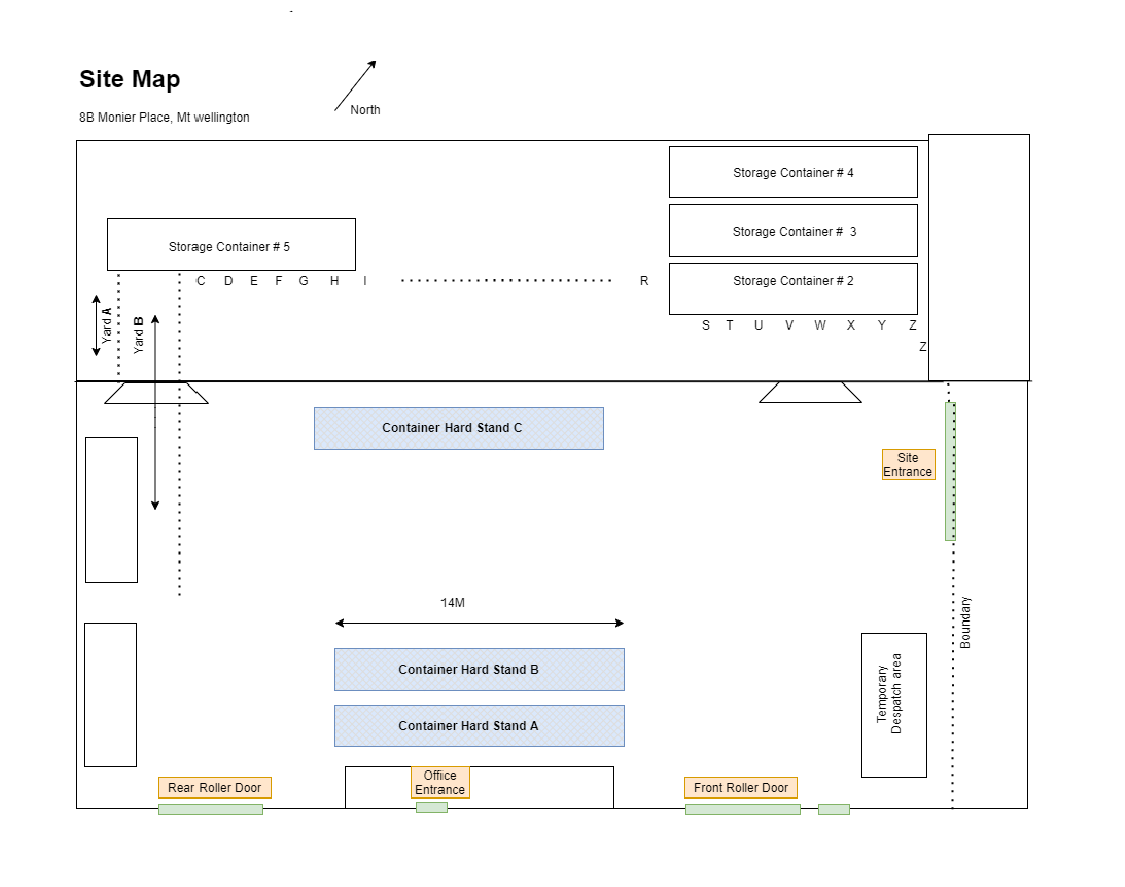 Site Map
North
8B Monier Place, Mt wellington
Storage Container # 4
Storage Container # 3
Storage Container # 5
Storage Container # 2
C D E F G H I R
Yard A
Yard B
S T U V W X Y Z
Z
Container Hard Stand C
Site
Entrance
14M
Boundary
Container Hard Stand B
Temporary
Despatch area
Container Hard Stand A
Office
Entrance
Rear Roller Door
Front Roller Door